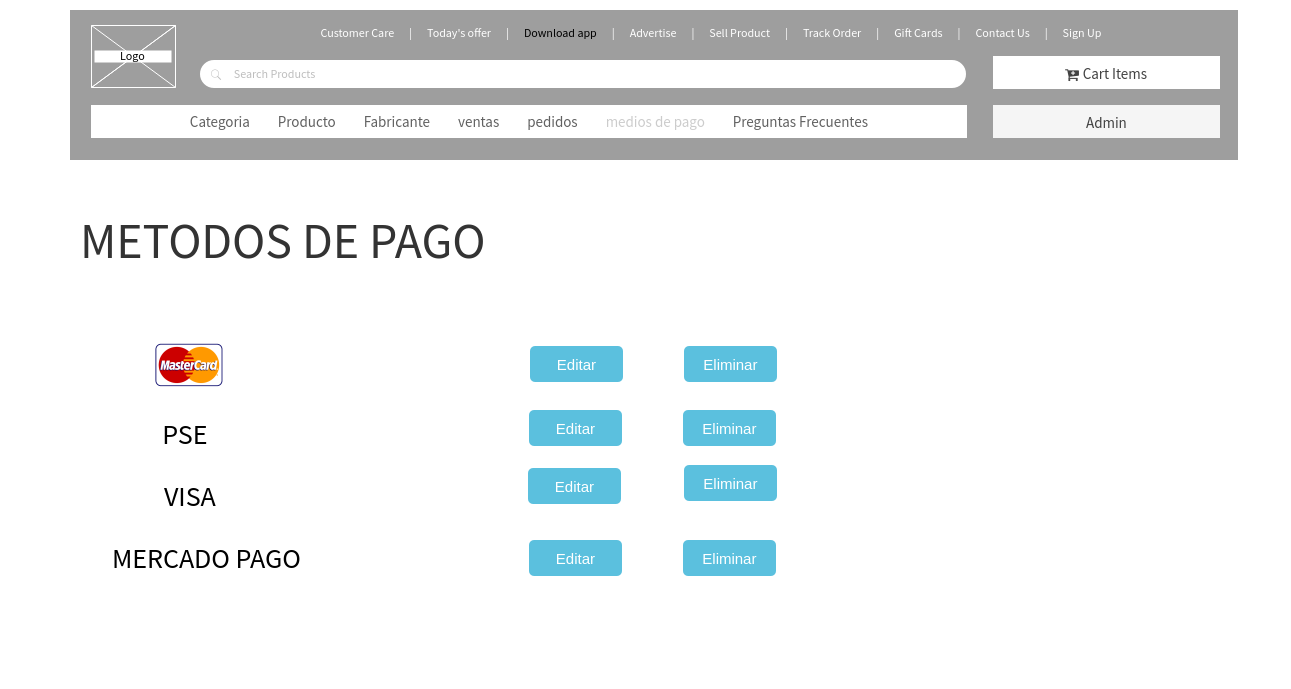 Customer Care | Today's offer | Download app | Advertise | Sell Product | Track Order | Gift Cards | Contact Us | Sign Up
Logo
Search Products
Cart Items
Categoria Producto Fabricante ventas pedidos medios de pago Preguntas Frecuentes
Admin
METODOS DE PAGO
MasterCard Editar Eliminar
PSE Editar Eliminar
VISA Editar Eliminar
MERCADO PAGO Editar Eliminar